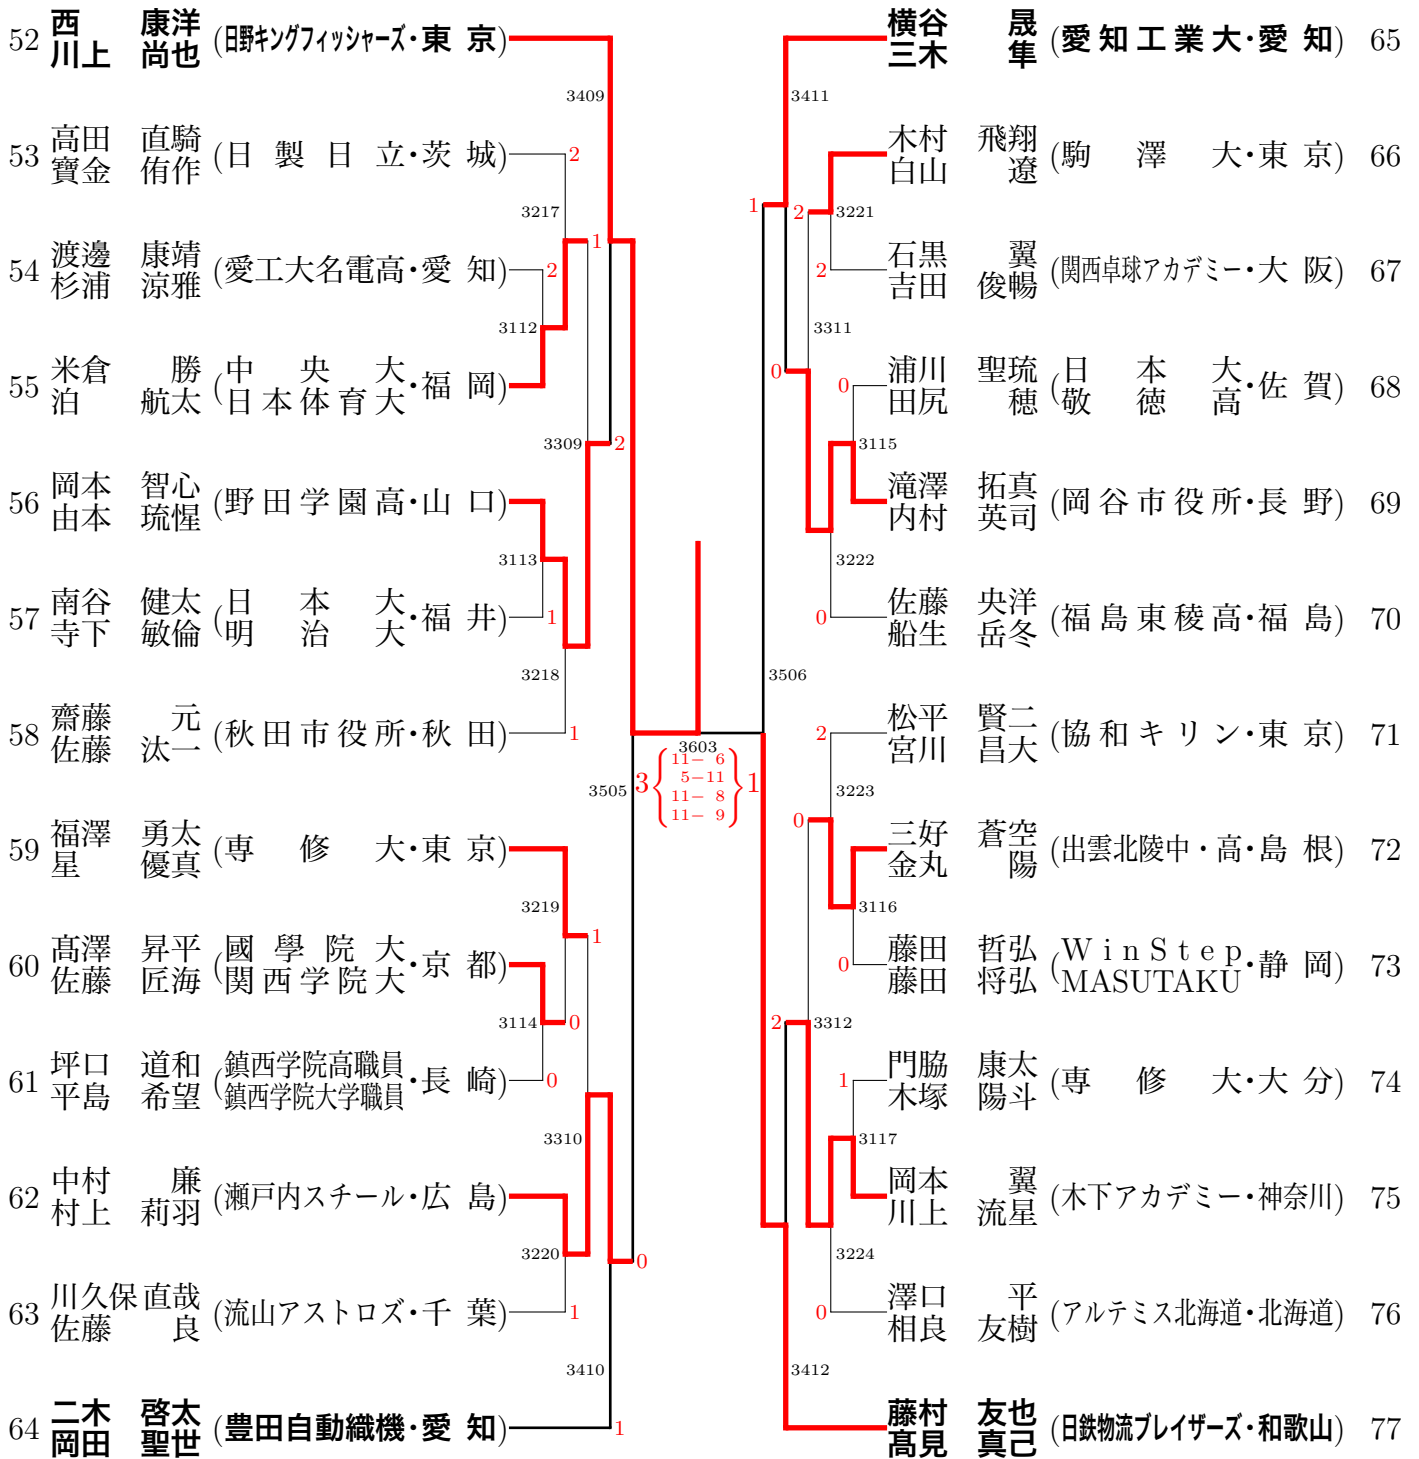 52 西 康洋 川上 尚也 (日野キングフィッシャーズ・東 京)
53 高田 直騎 寶金 侑作 (日 製 日 立・茨 城)
54 渡邊 康靖 杉浦 涼雅 (愛工大名電高・愛 知)
55 米倉 勝 泊 航太 (中 央 大 日本体育大・福 岡)
56 岡本 智心 由本 琉惺 (野田学園高・山 口)
57 南谷 健太 寺下 敏倫 (日 本 大 明 治 大・福 井)
58 齋藤 元 佐藤 汰一 (秋田市役所・秋 田)
59 福澤 勇太 星 優真 (専 修 大・東 京)
60 髙澤 昇平 佐藤 匠海 (國 學 院 大 関西学院大・京 都)
61 坪口 道和 平島 希望 (鎮西学院高職員 鎮西学院大学職員・長 崎)
62 中村 廉 村上 莉羽 (瀬戸内スチール・広 島)
63 川久保 直哉 佐藤 良 (流山アストロズ・千 葉)
64 二木 啓太 岡田 聖世 (豊田自動織機・愛 知)
3409
2
3217
1
2
3112
3309
2
3113
1
3218
1
3505
3219
1
3114
0
0
3310
3220
0
1
3410
1
3603
3
11− 6
5−11
11− 8
11− 9
1
3411
1
2
3221
2
3311
0
0
3115
3222
0
3506
2
3223
0
3116
0
2
3312
1
3117
3224
0
3412
横谷 晟 三木 隼 (愛知工業大・愛 知) 65
木村 飛翔 白山 遼 (駒 澤 大・東 京) 66
石黒 翼 吉田 俊暢 (関西卓球アカデミー・大 阪) 67
浦川 聖琉 田尻 穂 (日 本 大 敬 徳 高・佐 賀) 68
滝澤 拓真 内村 英司 (岡谷市役所・長 野) 69
佐藤 央洋 船生 岳冬 (福島東稜高・福 島) 70
松平 賢二 宮川 昌大 (協和キリン・東 京) 71
三好 蒼空 金丸 陽 (出雲北陵中・高・島 根) 72
藤田 哲弘 藤田 将弘 (WinStep MASUTAKU・静 岡) 73
門脇 康太 木塚 陽斗 (専 修 大・大 分) 74
岡本 翼 川上 流星 (木下アカデミー・神奈川) 75
澤口 平 相良 友樹 (アルテミス北海道・北海道) 76
藤村 友也 髙見 真己 (日鉄物流ブレイザーズ・和歌山) 77